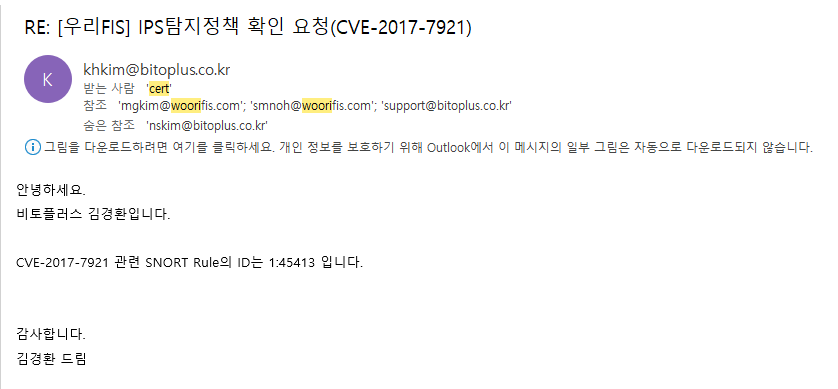 RE: [우리FIS] IPS탐지정책 확인 요청(CVE-2017-7921)
K
khkim@bitoplus.co.kr
받는 사람 'cert'
참조 'mgkim@woorifis.com'; 'smnoh@woorifis.com'; 'support@bitoplus.co.kr'
숨은 참조 'nskim@bitoplus.co.kr'
그림을 다운로드하려면 여기를 클릭하세요. 개인 정보를 보호하기 위해 Outlook에서 이 메시지의 일부 그림은 자동으로 다운로드되지 않습니다.
안녕하세요.
비토플러스 김경환입니다.
CVE-2017-7921 관련 SNORT Rule의 ID는 1:45413 입니다.
감사합니다.
김경환 드림